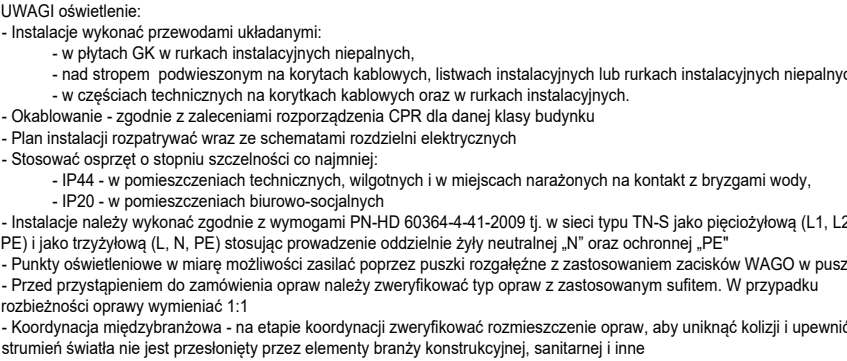 UWAGI oświetlenie:
- Instalacje wykonać przewodami układanymi:
- w płytach GK w rurkach instalacyjnych niepalnych,
- nad stropem podwieszonym na korytach kablowych, listwach instalacyjnych lub rurkach instalacyjnych niepalnyc
- w częściach technicznych na korytkach kablowych oraz w rurkach instalacyjnych.
- Okablowanie - zgodnie z zaleceniami rozporządzenia CPR dla danej klasy budynku
- Plan instalacji rozpatrywać wraz ze schematami rozdzielni elektrycznych
- Stosować osprzęt o stopniu szczelności co najmniej:
- IP44 - w pomieszczeniach technicznych, wilgotnych i w miejscach narażonych na kontakt z bryzgami wody,
- IP20 - w pomieszczeniach biurowo-socjalnych
- Instalacje należy wykonać zgodnie z wymogami PN-HD 60364-4-41-2009 tj. w sieci typu TN-S jako pięciożyłową (L1, L2
PE) i jako trzyżyłową (L, N, PE) stosując prowadzenie oddzielnie żyły neutralnej „N” oraz ochronnej „PE"
- Punkty oświetleniowe w miarę możliwości zasilać poprzez puszki rozgałęźne z zastosowaniem zacisków WAGO w pusz
- Przed przystąpieniem do zamówienia opraw należy zweryfikować typ opraw z zastosowanym sufitem. W przypadku
rozbieżności oprawy wymieniać 1:1
- Koordynacja międzybranżowa - na etapie koordynacji zweryfikować rozmieszczenie opraw, aby uniknąć kolizji i upewnić
strumień światła nie jest przesłonięty przez elementy branży konstrukcyjnej, sanitarnej i inne